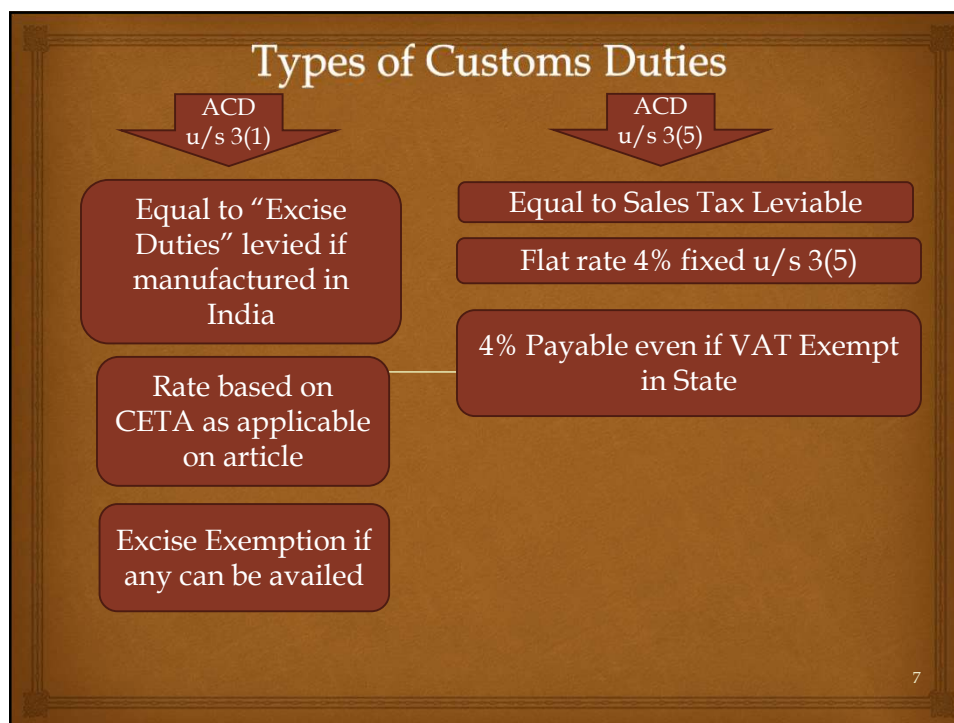 Types of Customs Duties
ACD
u/s 3(1)
Equal to “Excise
Duties” levied if
manufactured in
India
Rate based on
CETA as applicable
on article
Excise Exemption if
any can be availed
ACD
u/s 3(5)
Equal to Sales Tax Leviable
Flat rate 4% fixed u/s 3(5)
4% Payable even if VAT Exempt
in State
7